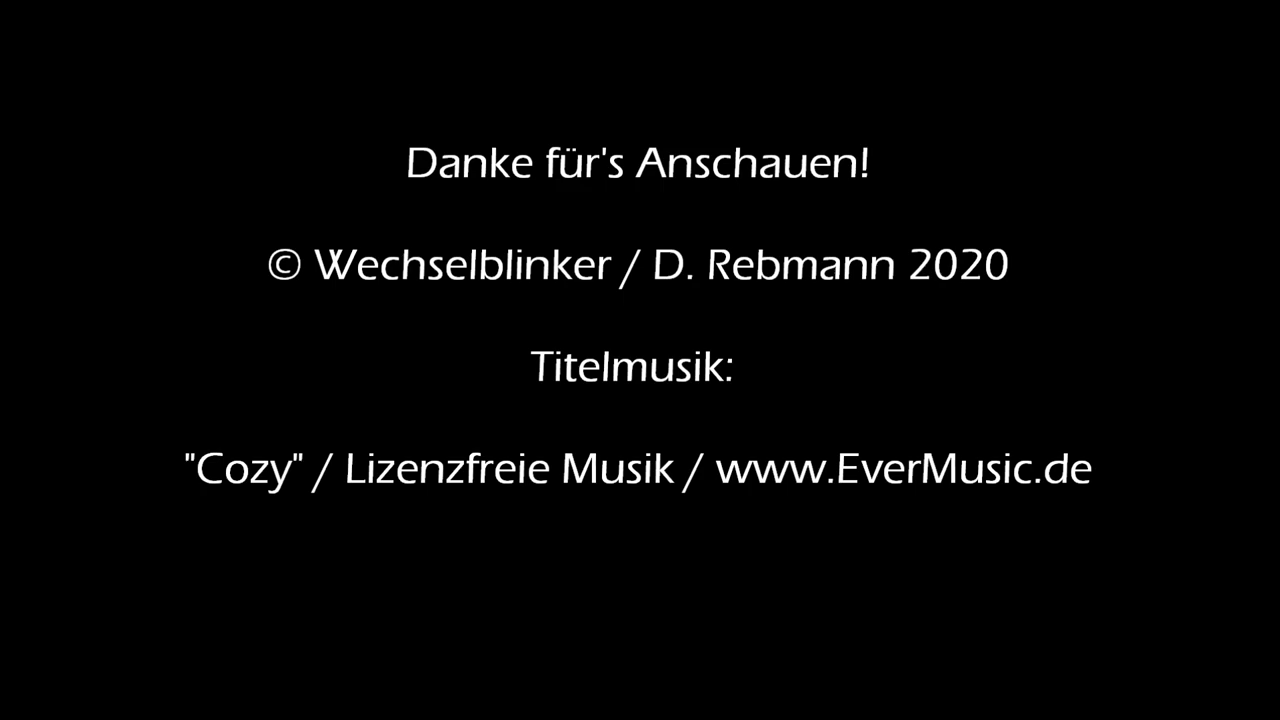 Danke für's Anschauen!
© Wechselblinker / D. Rebmann 2020
Titelmusik:
"Cozy" / Lizenzfreie Musik / www.EverMusic.de